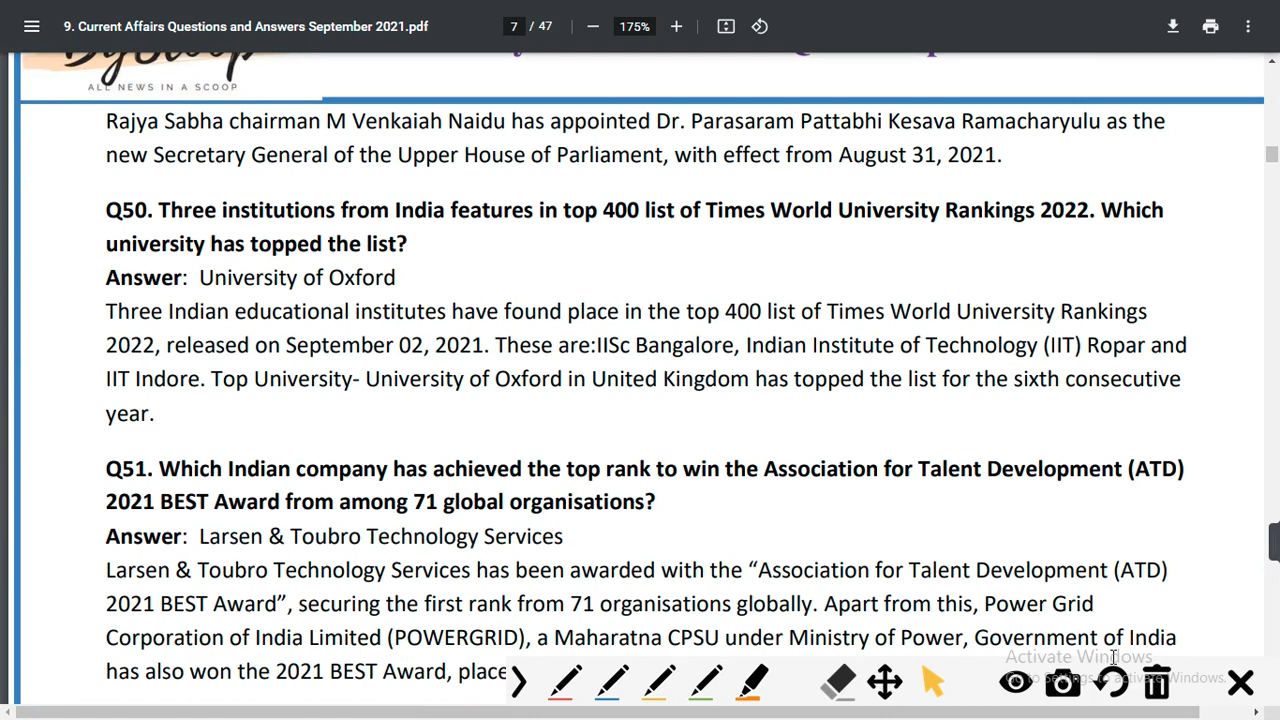 9. Current Affairs Questions and Answers September 2021.pdf
7 / 47
175%
ALL NEWS IN A SCOOP
Rajya Sabha chairman M Venkaiah Naidu has appointed Dr. Parasaram Pattabhi Kesava Ramacharyulu as the
new Secretary General of the Upper House of Parliament, with effect from August 31, 2021.
Q50. Three institutions from India features in top 400 list of Times World University Rankings 2022. Which
university has topped the list?
Answer: University of Oxford
Three Indian educational institutes have found place in the top 400 list of Times World University Rankings
2022, released on September 02, 2021. These are:IISc Bangalore, Indian Institute of Technology (IIT) Ropar and
IIT Indore. Top University- University of Oxford in United Kingdom has topped the list for the sixth consecutive
year.
Q51. Which Indian company has achieved the top rank to win the Association for Talent Development (ATD)
2021 BEST Award from among 71 global organisations?
Answer: Larsen & Toubro Technology Services
Larsen & Toubro Technology Services has been awarded with the “Association for Talent Development (ATD)
2021 BEST Award”, securing the first rank from 71 organisations globally. Apart from this, Power Grid
Corporation of India Limited (POWERGRID), a Maharatna CPSU under Ministry of Power, Government of India
has also won the 2021 BEST Award, place
Activate Windows
Go to Settings to activate Windows.